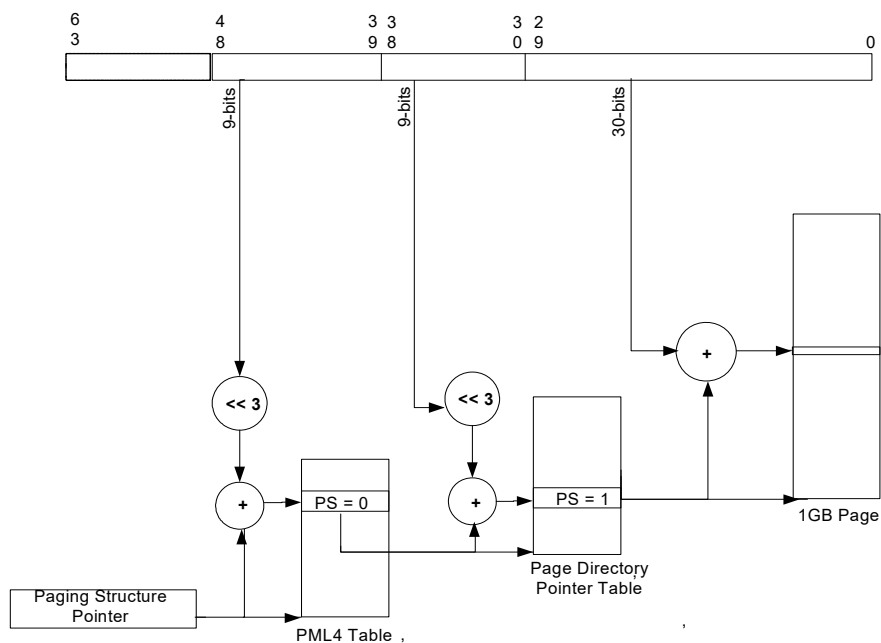 6 4 3 3 3 2
3 8 9 8 0 9 0
9-bits
9-bits
30-bits
+
<< 3
<< 3
PS = 0
+
+
PS = 1
1GB Page
Page Directory
Pointer Table
,
Paging Structure
Pointer
PML4 Table ,
,